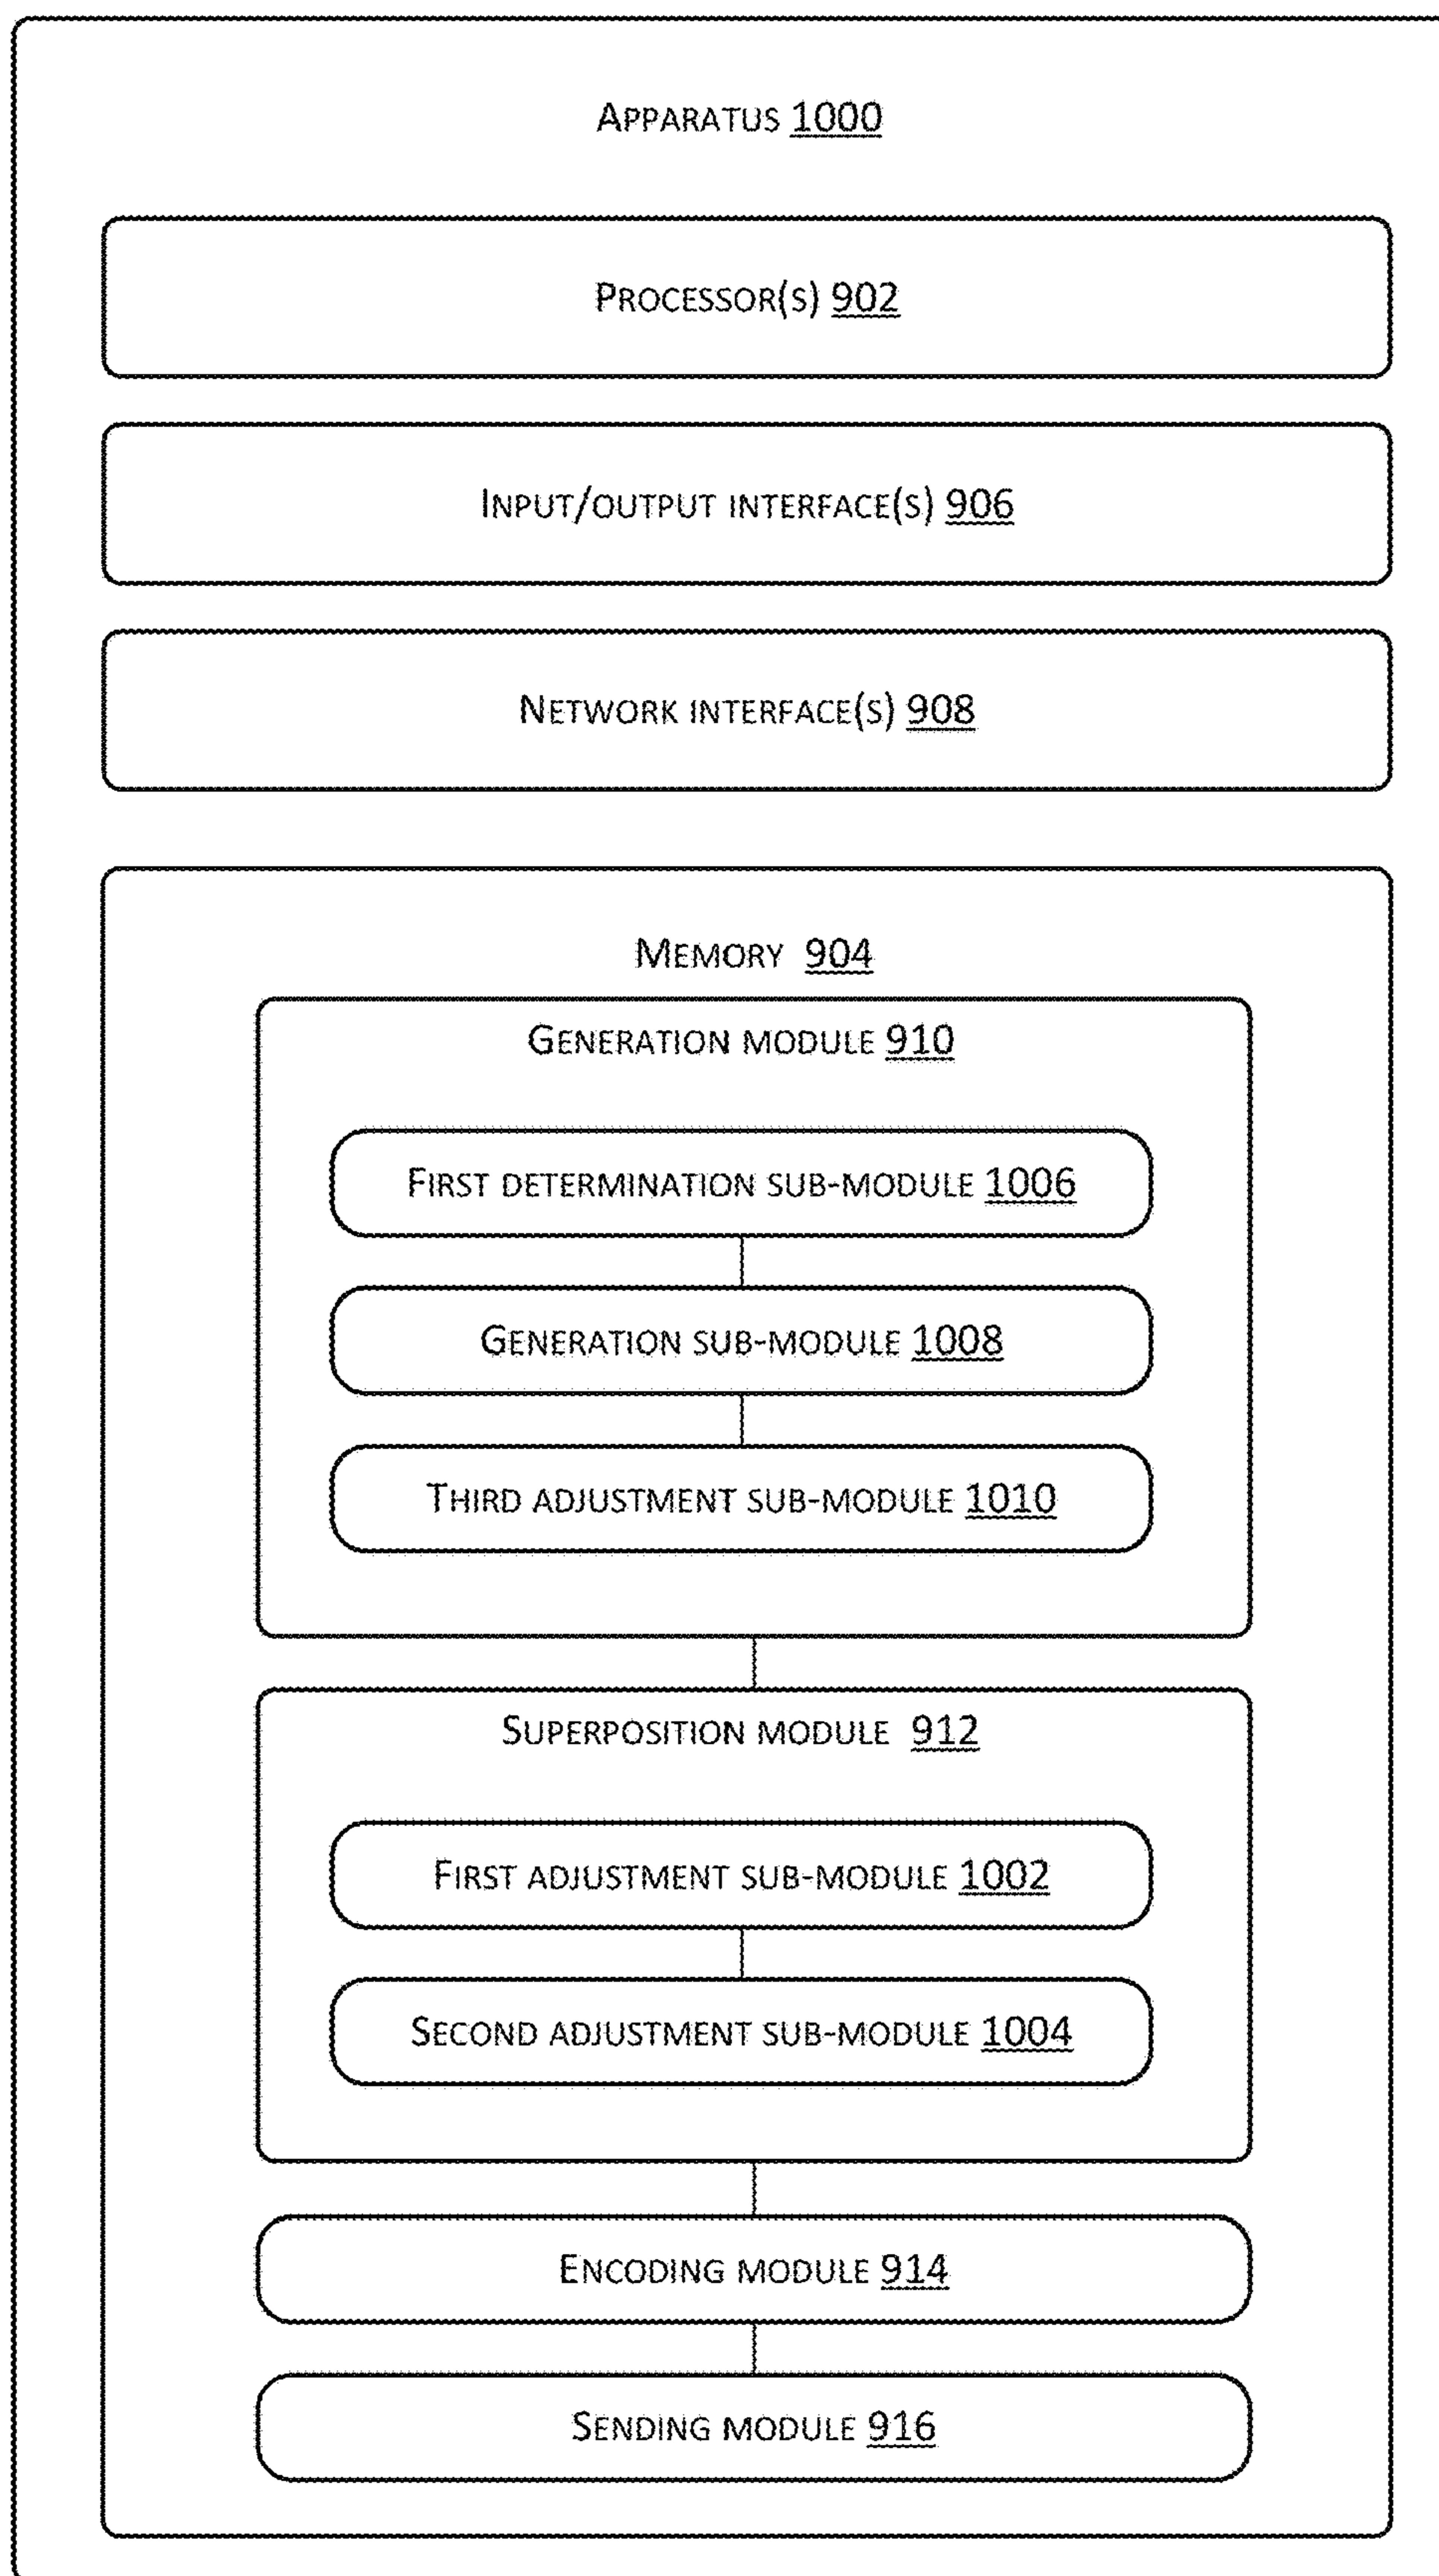 Apparatus 1000
Processor(s) 902
Input/output interface(s) 906
Network interface(s) 908
Memory 904
Generation module 910
First determination sub-module 1006
Generation sub-module 1008
Third adjustment sub-module 1010
Superposition module 912
First adjustment sub-module 1002
Second adjustment sub-module 1004
Encoding module 914
Sending module 916